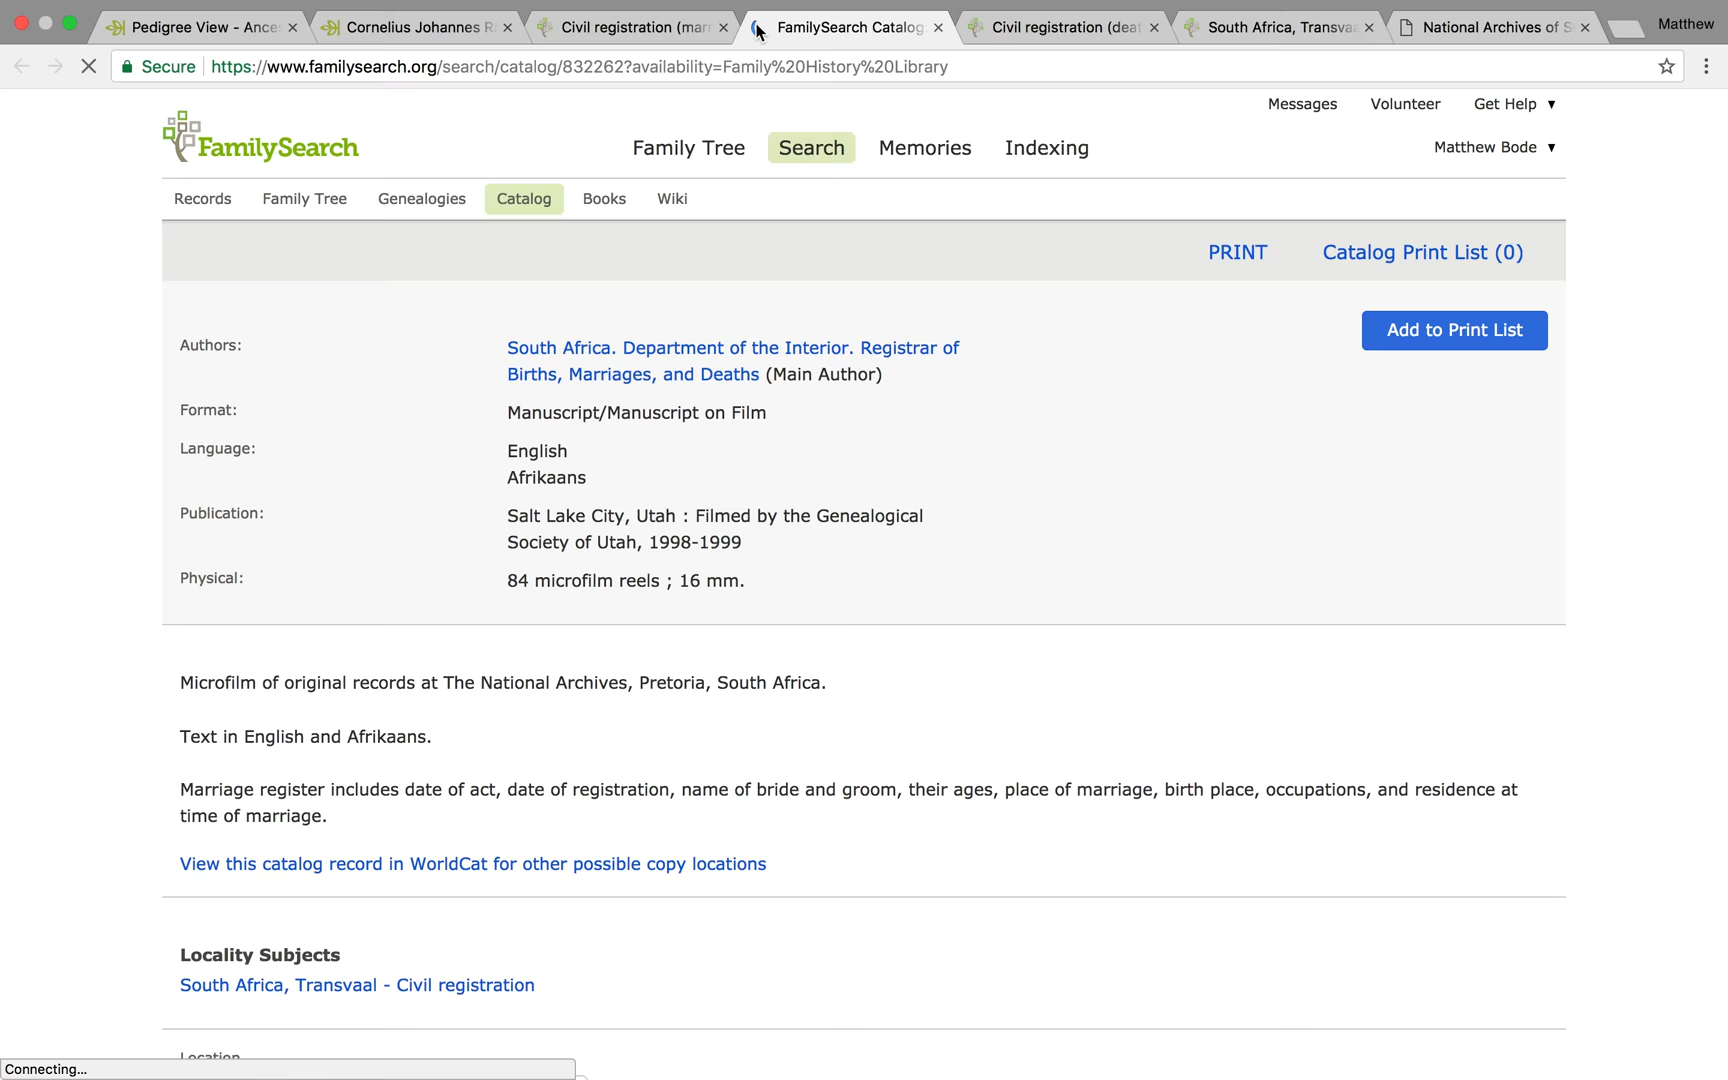 Pedigree View - Ance
Cornelius Johannes R
Civil registration (marr
FamilySearch Catalog:
Civil registration (deat
South Africa, Transvaa
National Archives of S
Matthew
Secure
https://www.familysearch.org/search/catalog/832262?availability=Family%20History%20Library
Messages
Volunteer
Get Help
FamilySearch
Family Tree
Search
Memories
Indexing
Matthew Bode
Records
Family Tree
Genealogies
Catalog
Books
Wiki
PRINT
Catalog Print List (0)
Add to Print List
Authors:
South Africa. Department of the Interior. Registrar of
Births, Marriages, and Deaths (Main Author)
Format:
Manuscript/Manuscript on Film
Language:
English
Afrikaans
Publication:
Salt Lake City, Utah : Filmed by the Genealogical
Society of Utah, 1998-1999
Physical:
84 microfilm reels ; 16 mm.
Microfilm of original records at The National Archives, Pretoria, South Africa.
Text in English and Afrikaans.
Marriage register includes date of act, date of registration, name of bride and groom, their ages, place of marriage, birth place, occupations, and residence at
time of marriage.
View this catalog record in WorldCat for other possible copy locations
Locality Subjects
South Africa, Transvaal - Civil registration
Location
Connecting...